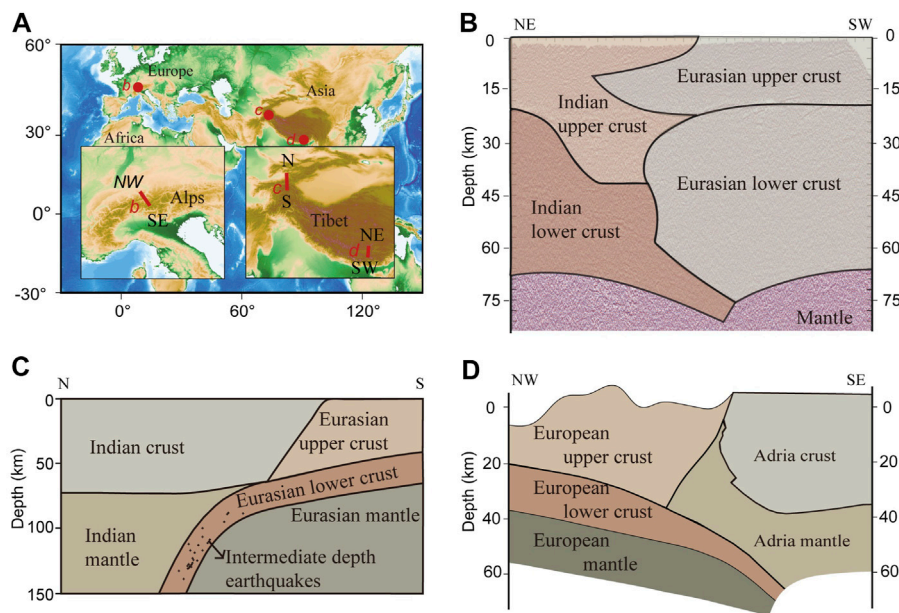 A
60°
30°
0°
-30°
0°
60°
120°
Europe
b
Asia
c
d
Africa
NW
b
Alps
SE
N
c
S
Tibet
NE
d
SW
B
NE
SW
0
15
30
45
60
75
Depth (km)
0
15
30
45
60
75
Eurasian upper crust
Indian
upper crust
Eurasian lower crust
Indian
lower crust
Mantle
C
N
S
0
50
100
150
Depth (km)
Indian crust
Eurasian
upper crust
Eurasian lower crust
Eurasian mantle
Indian
mantle
Intermediate depth
earthquakes
D
NW
SE
0
20
40
60
Depth (km)
0
20
40
60
European
upper crust
Adria crust
European
lower crust
Adria mantle
European
mantle